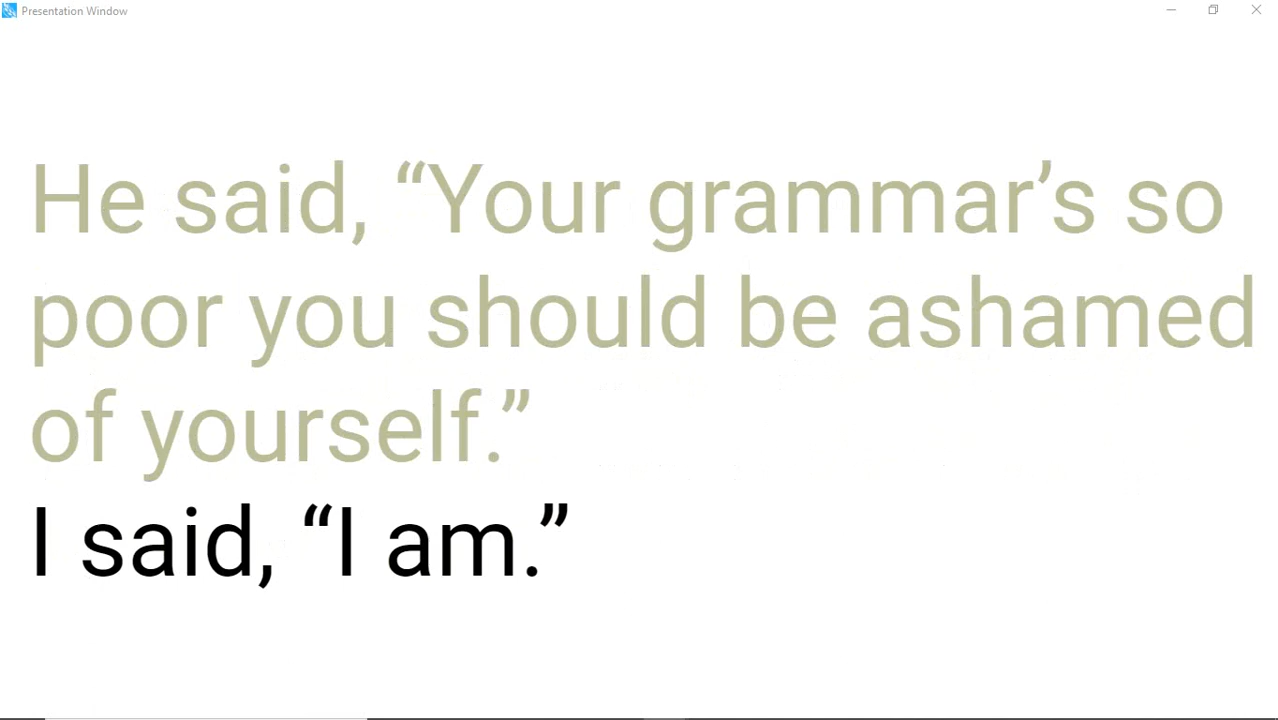 Presentation Window
He said, “Your grammar’s so
poor you should be ashamed
of yourself.”
I said, “I am.”